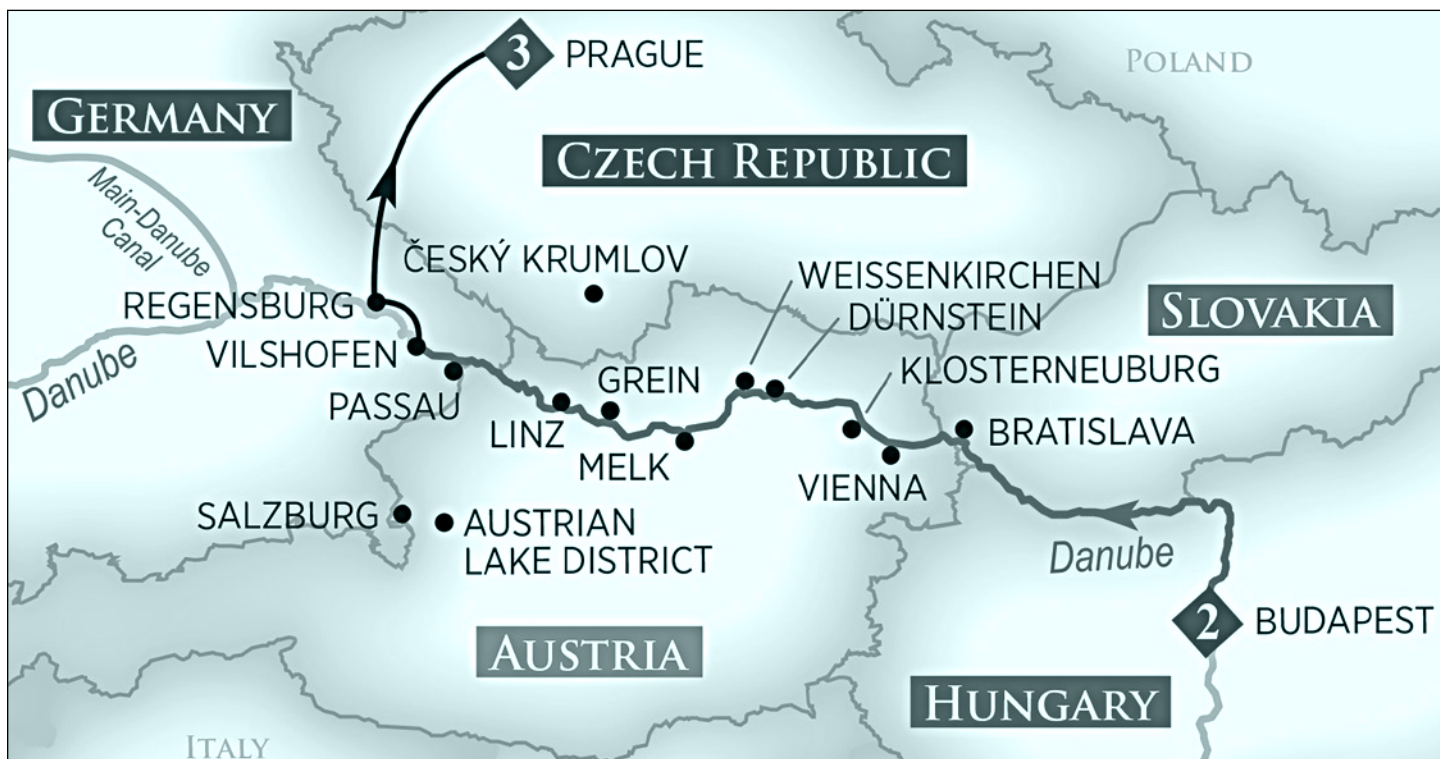 3
PRAGUE
POLAND
GERMANY
CZECH REPUBLIC
Main-Danube
Canal
ČESKÝ KRUMLOV
WEISSENKIRCHEN
DÜRNSTEIN
SLOVAKIA
REGENSBURG
VILSHOFEN
Danube
PASSAU
GREIN
KLOSTERNEUBURG
LINZ
MELK
BRATISLAVA
VIENNA
SALZBURG
AUSTRIAN
LAKE DISTRICT
Danube
2
BUDAPEST
AUSTRIA
HUNGARY
ITALY